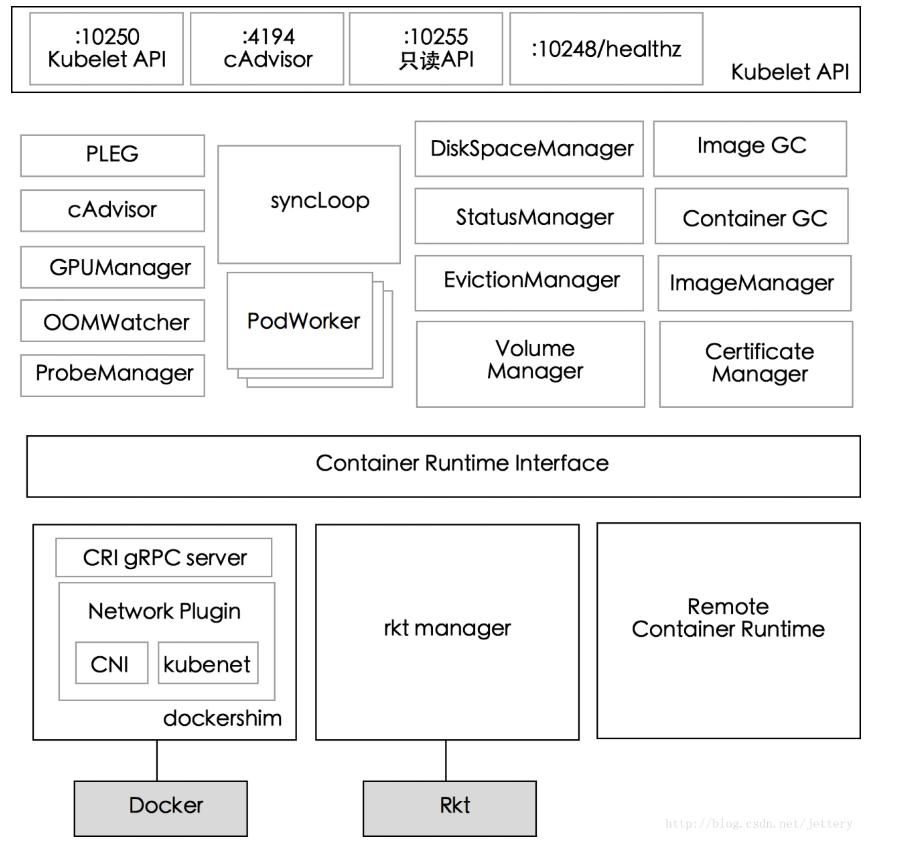 :10250
Kubelet API
:4194
cAdvisor
:10255
只读API
:10248/healthz
Kubelet API
PLEG
cAdvisor
GPUManager
OOMWatcher
ProbeManager
syncLoop
PodWorker
DiskSpaceManager
StatusManager
EvictionManager
Volume
Manager
Image GC
Container GC
ImageManager
Certificate
Manager
Container Runtime Interface
CRI gRPC server
Network Plugin
CNI
kubenet
dockershim
rkt manager
Remote
Container Runtime
Docker
Rkt
http://blog.csdn.net/jettery